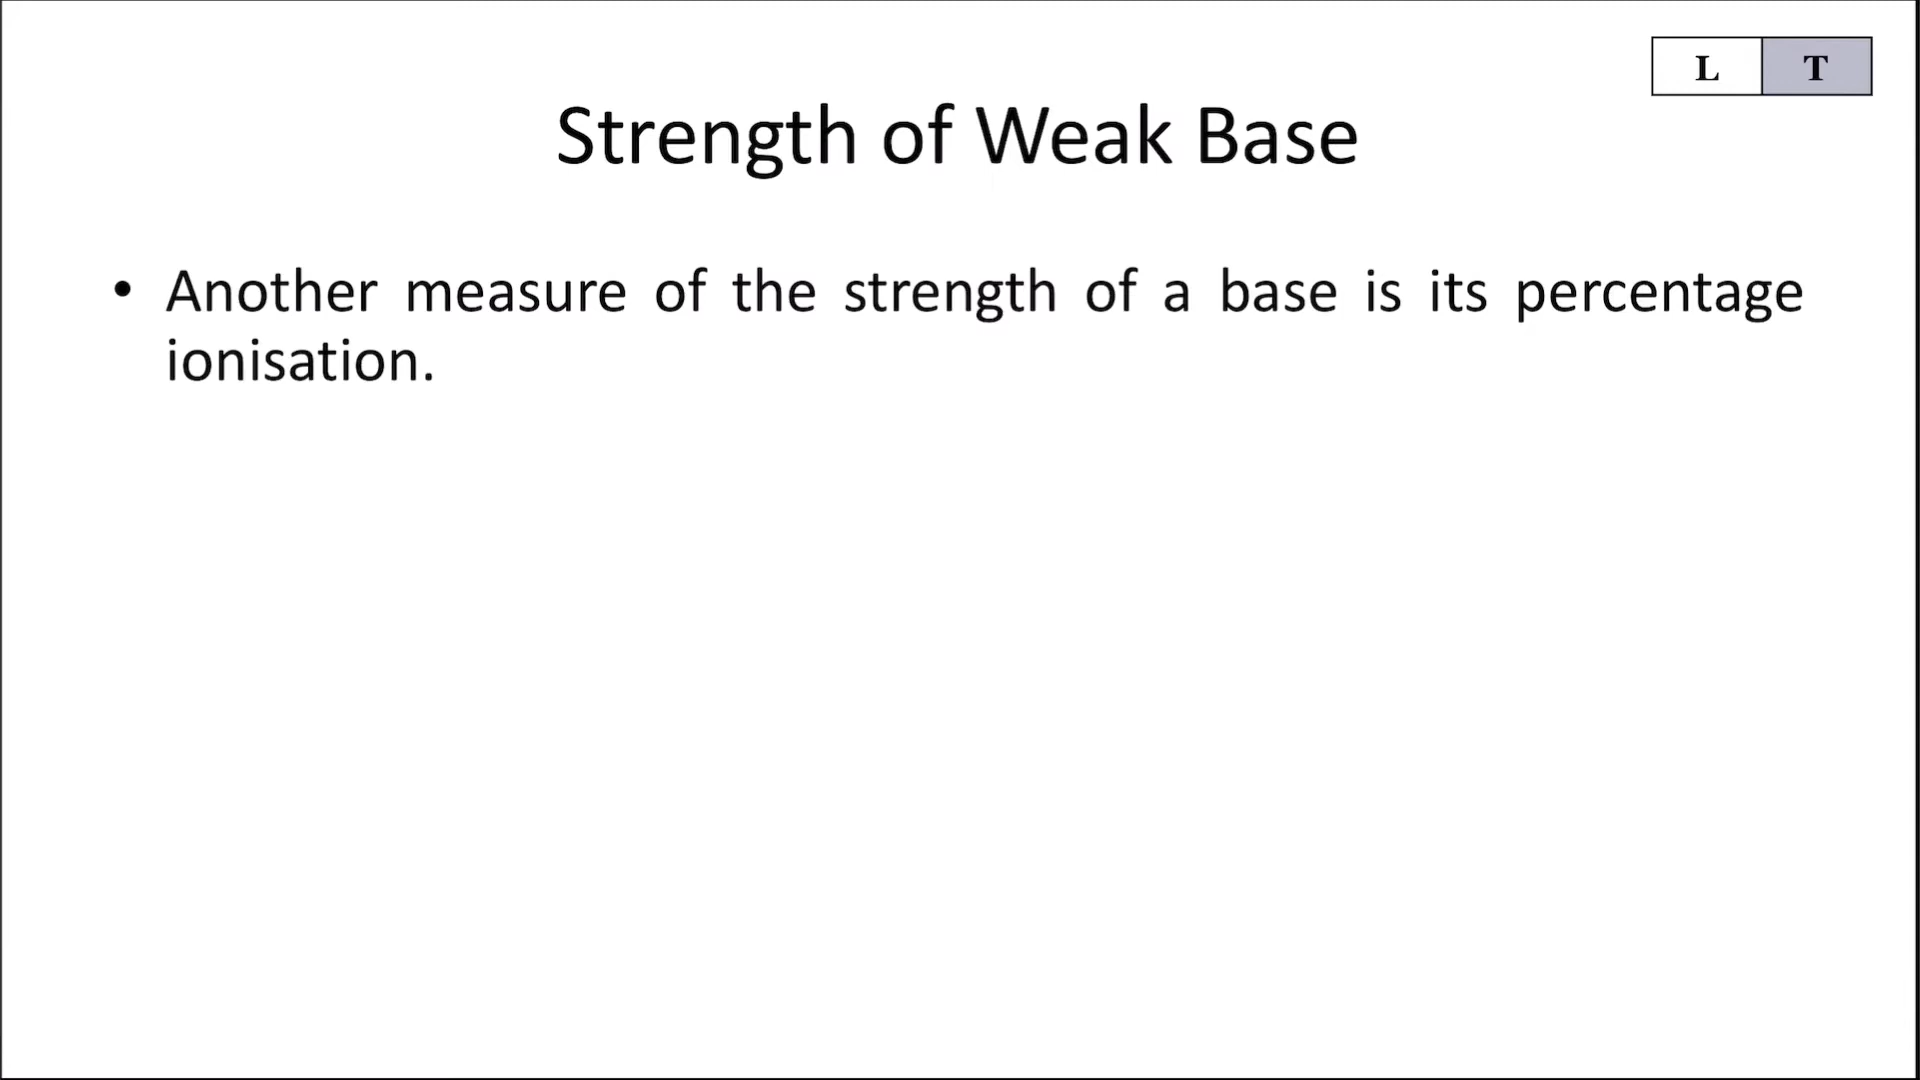 L T
Strength of Weak Base
• Another measure of the strength of a base is its percentage
ionisation.